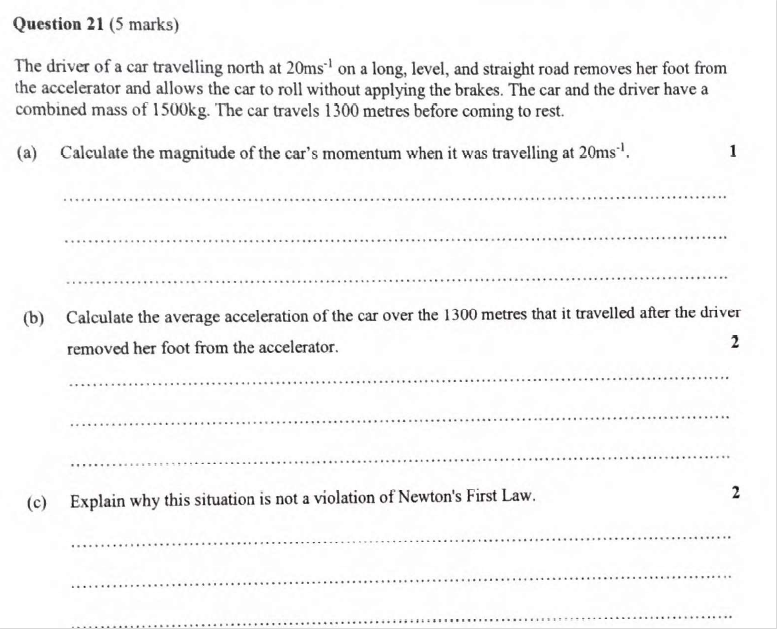 Question 21 (5 marks)
The driver of a car travelling north at 20ms⁻¹ on a long, level, and straight road removes her foot from
the accelerator and allows the car to roll without applying the brakes. The car and the driver have a
combined mass of 1500kg. The car travels 1300 metres before coming to rest.
(a) Calculate the magnitude of the car's momentum when it was travelling at 20ms⁻¹. 1
(b) Calculate the average acceleration of the car over the 1300 metres that it travelled after the driver
removed her foot from the accelerator. 2
(c) Explain why this situation is not a violation of Newton's First Law. 2